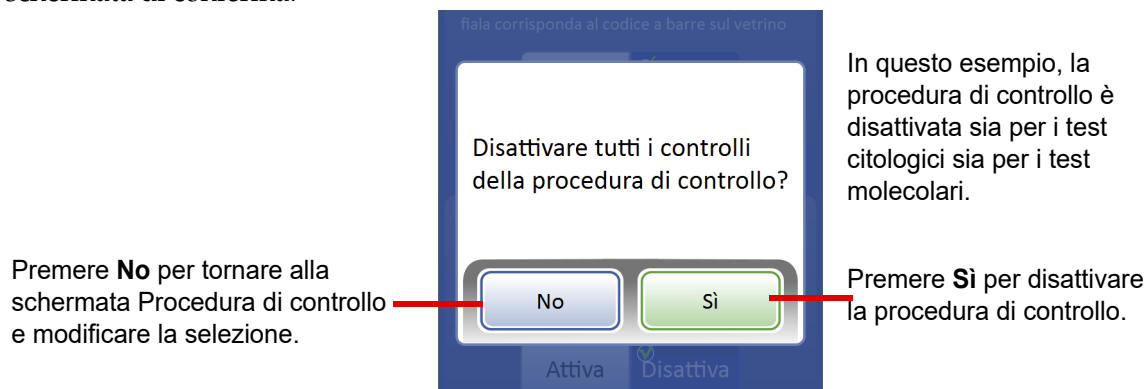 schermata di conferma.
fiala corrisponda al codice a barre sul vetrino
In questo esempio, la
procedura di controllo è
disattivata sia per i test
citologici sia per i test
molecolari.
Disattivare tutti i controlli
della procedura di controllo?
Premere No per tornare alla
schermata Procedura di controllo
e modificare la selezione.
No
Sì
Premere Sì per disattivare
la procedura di controllo.
Attiva
Disattiva